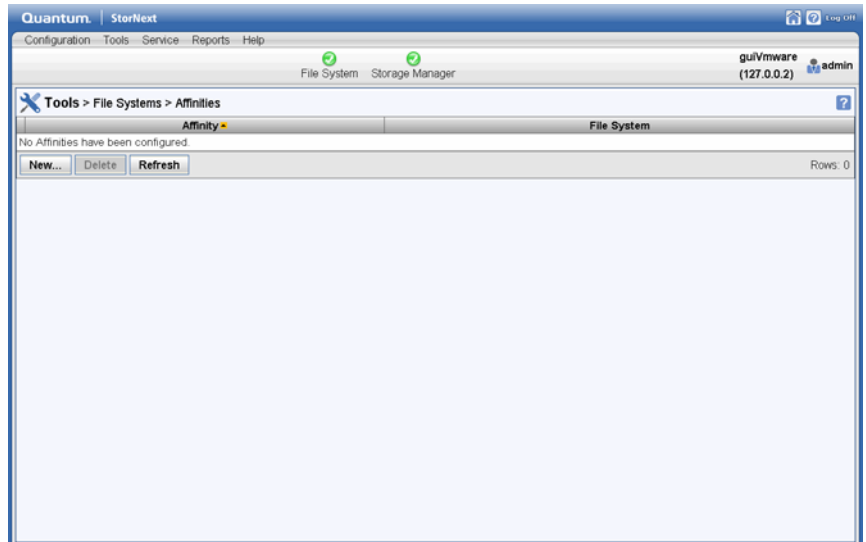 Quantum. | StorNext
Log Off
Configuration Tools Service Reports Help
File System Storage Manager
guiVmware
(127.0.0.2)
admin
Tools > File Systems > Affinities
Affinity File System
No Affinities have been configured.
New... Delete Refresh Rows: 0